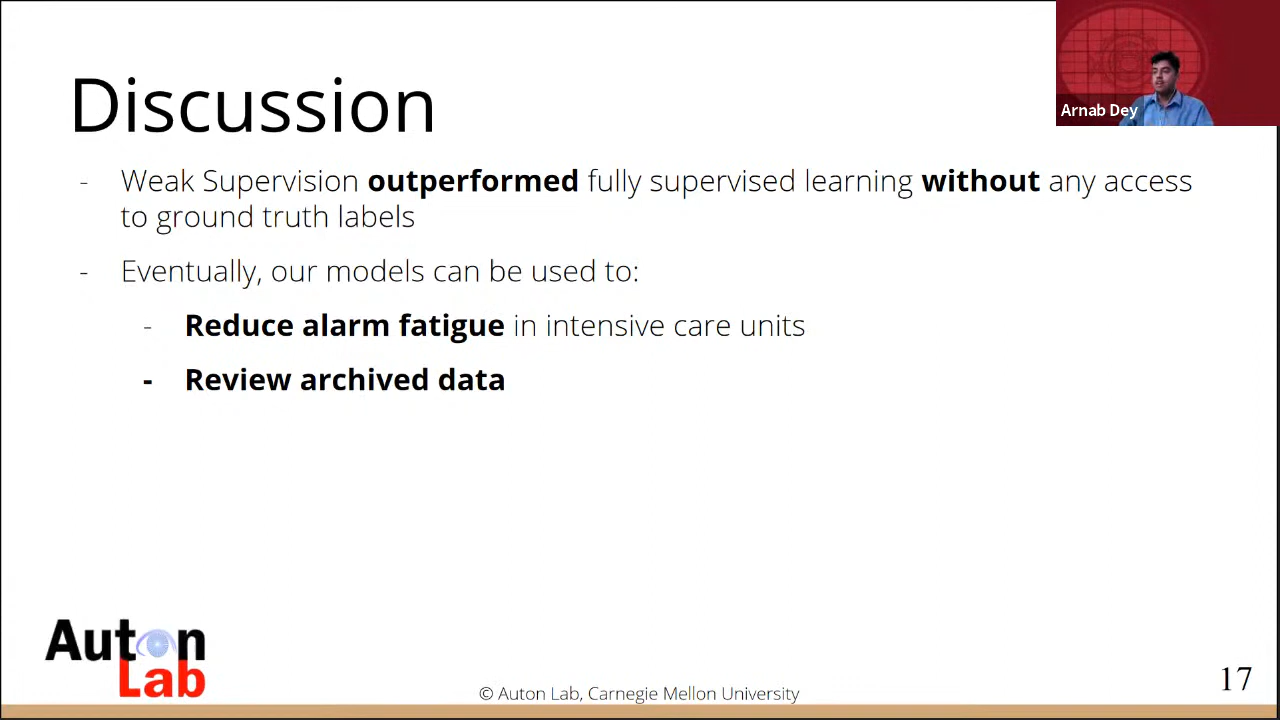 Discussion
Arnab Dey
- Weak Supervision outperformed fully supervised learning without any access
to ground truth labels
- Eventually, our models can be used to:
- Reduce alarm fatigue in intensive care units
- Review archived data
Auton
Lab
© Auton Lab, Carnegie Mellon University
17